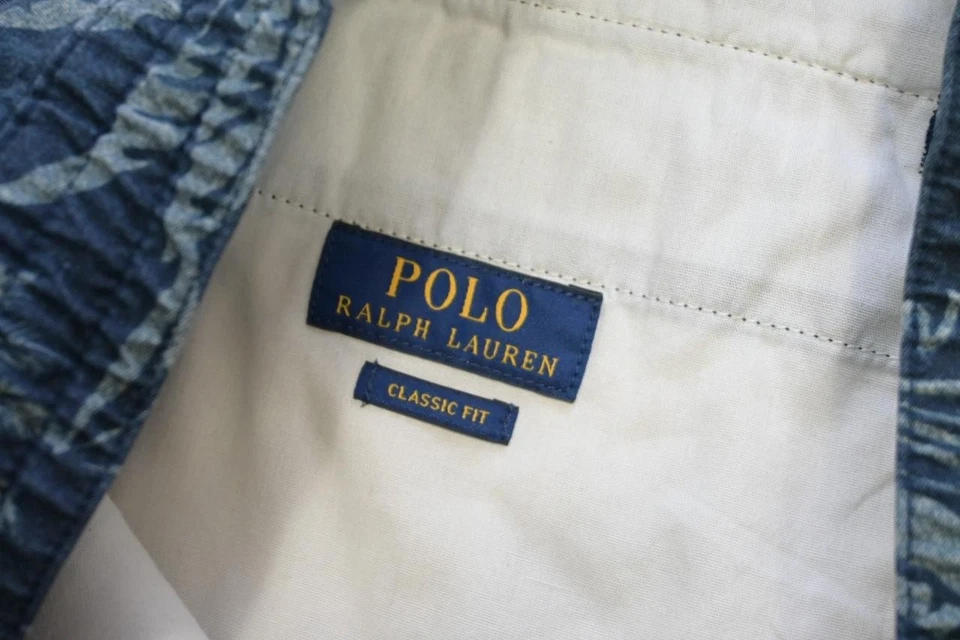 POLO
RALPH LAUREN
CLASSIC FIT